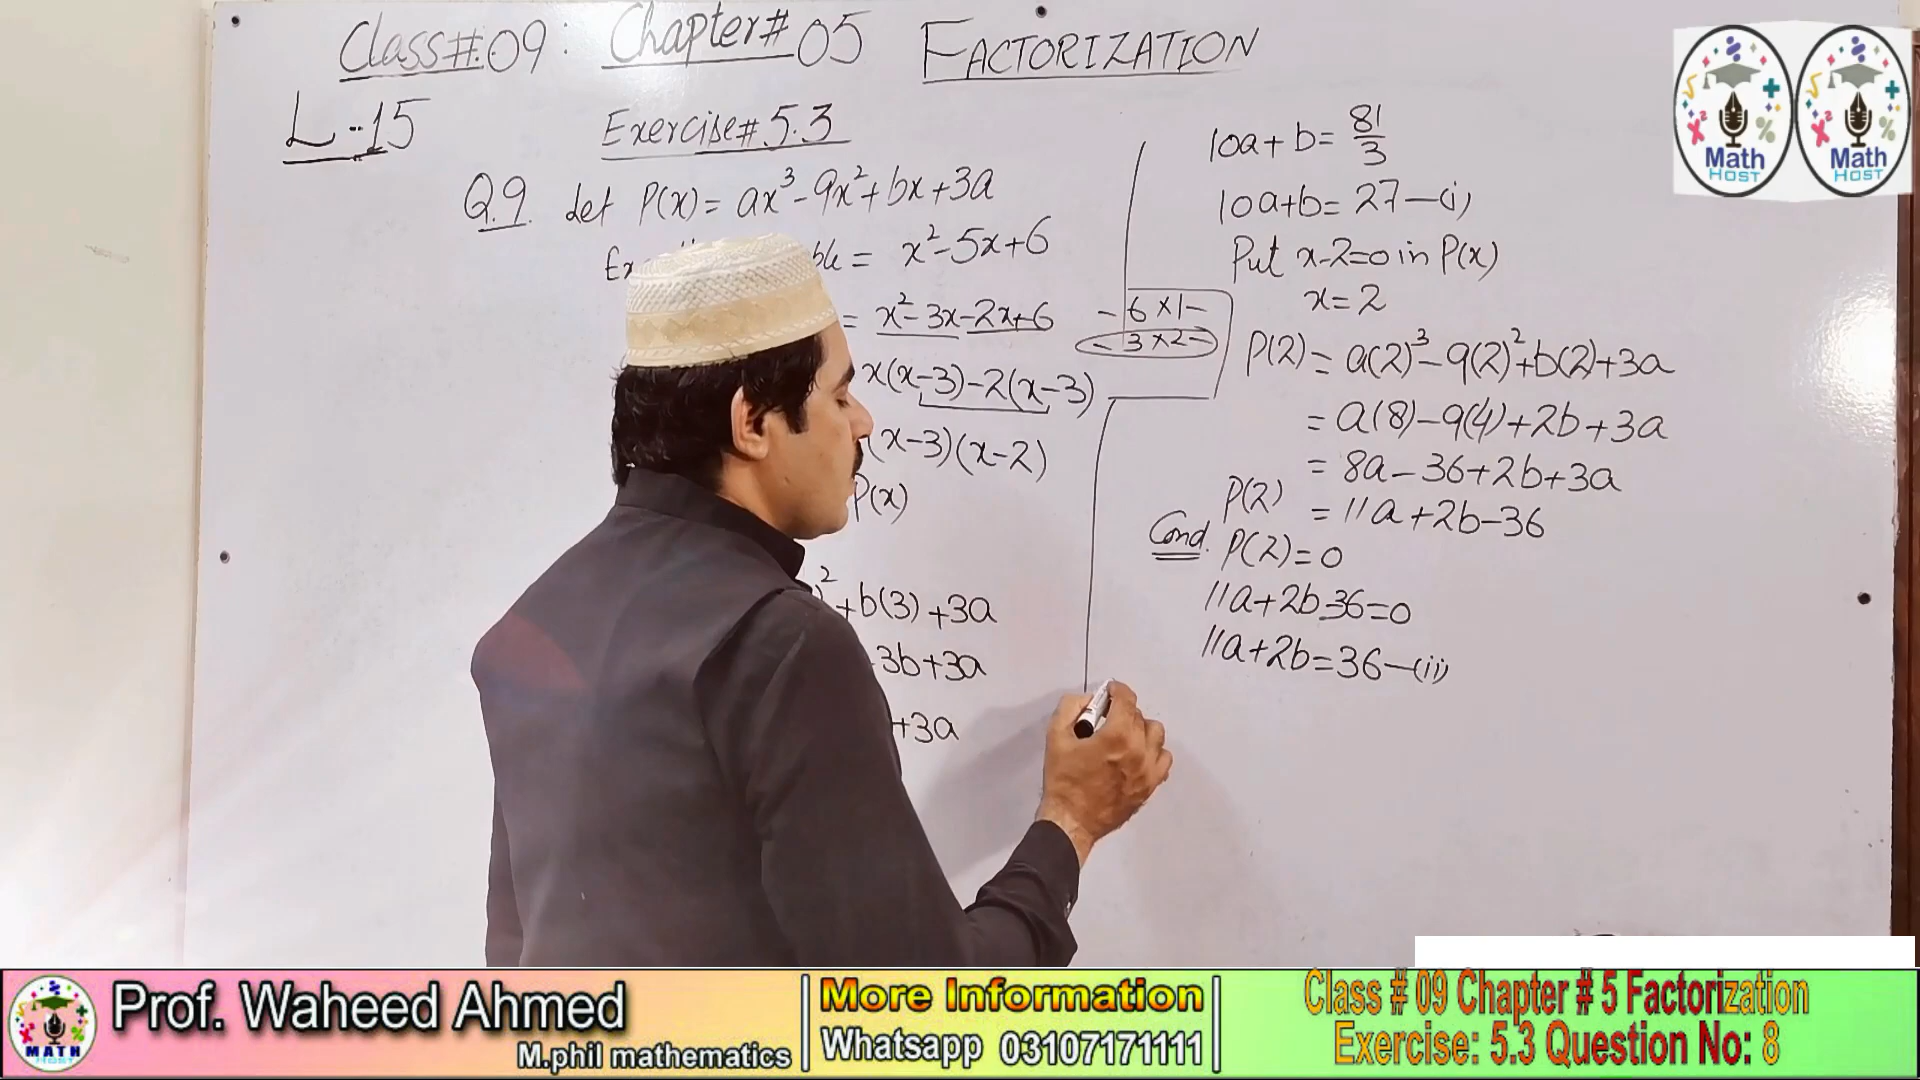 Class#.09: Chapter# 05 FACTORIZATION
L-15
Exercise#.5.3
Q.9. Let P(x) = ax³-9x²+bx+3a
= x²-5x+6
= x²-3x-2x+6
x(x-3)-2(x-3)
(x-3)(x-2)
P(x)
² +b(3)+3a
3b+3a
+3a
-6×1-
-3×2-
10a+b= 81/3
10a+b= 27-(i)
Put x-2=0 in P(x)
x=2
P(2)= a(2)³-9(2)²+b(2)+3a
= a(8)-9(4)+2b+3a
= 8a-36+2b+3a
P(2) = 11a+2b-36
Cond. P(2)=0
11a+2b-36=0
11a+2b=36-(ii)
Math HOST
Math HOST
MATH HOST
Prof. Waheed Ahmed
M.phil mathematics
More Information
Whatsapp 03107171111
Class # 09 Chapter # 5 Factorization
Exercise: 5.3 Question No: 8